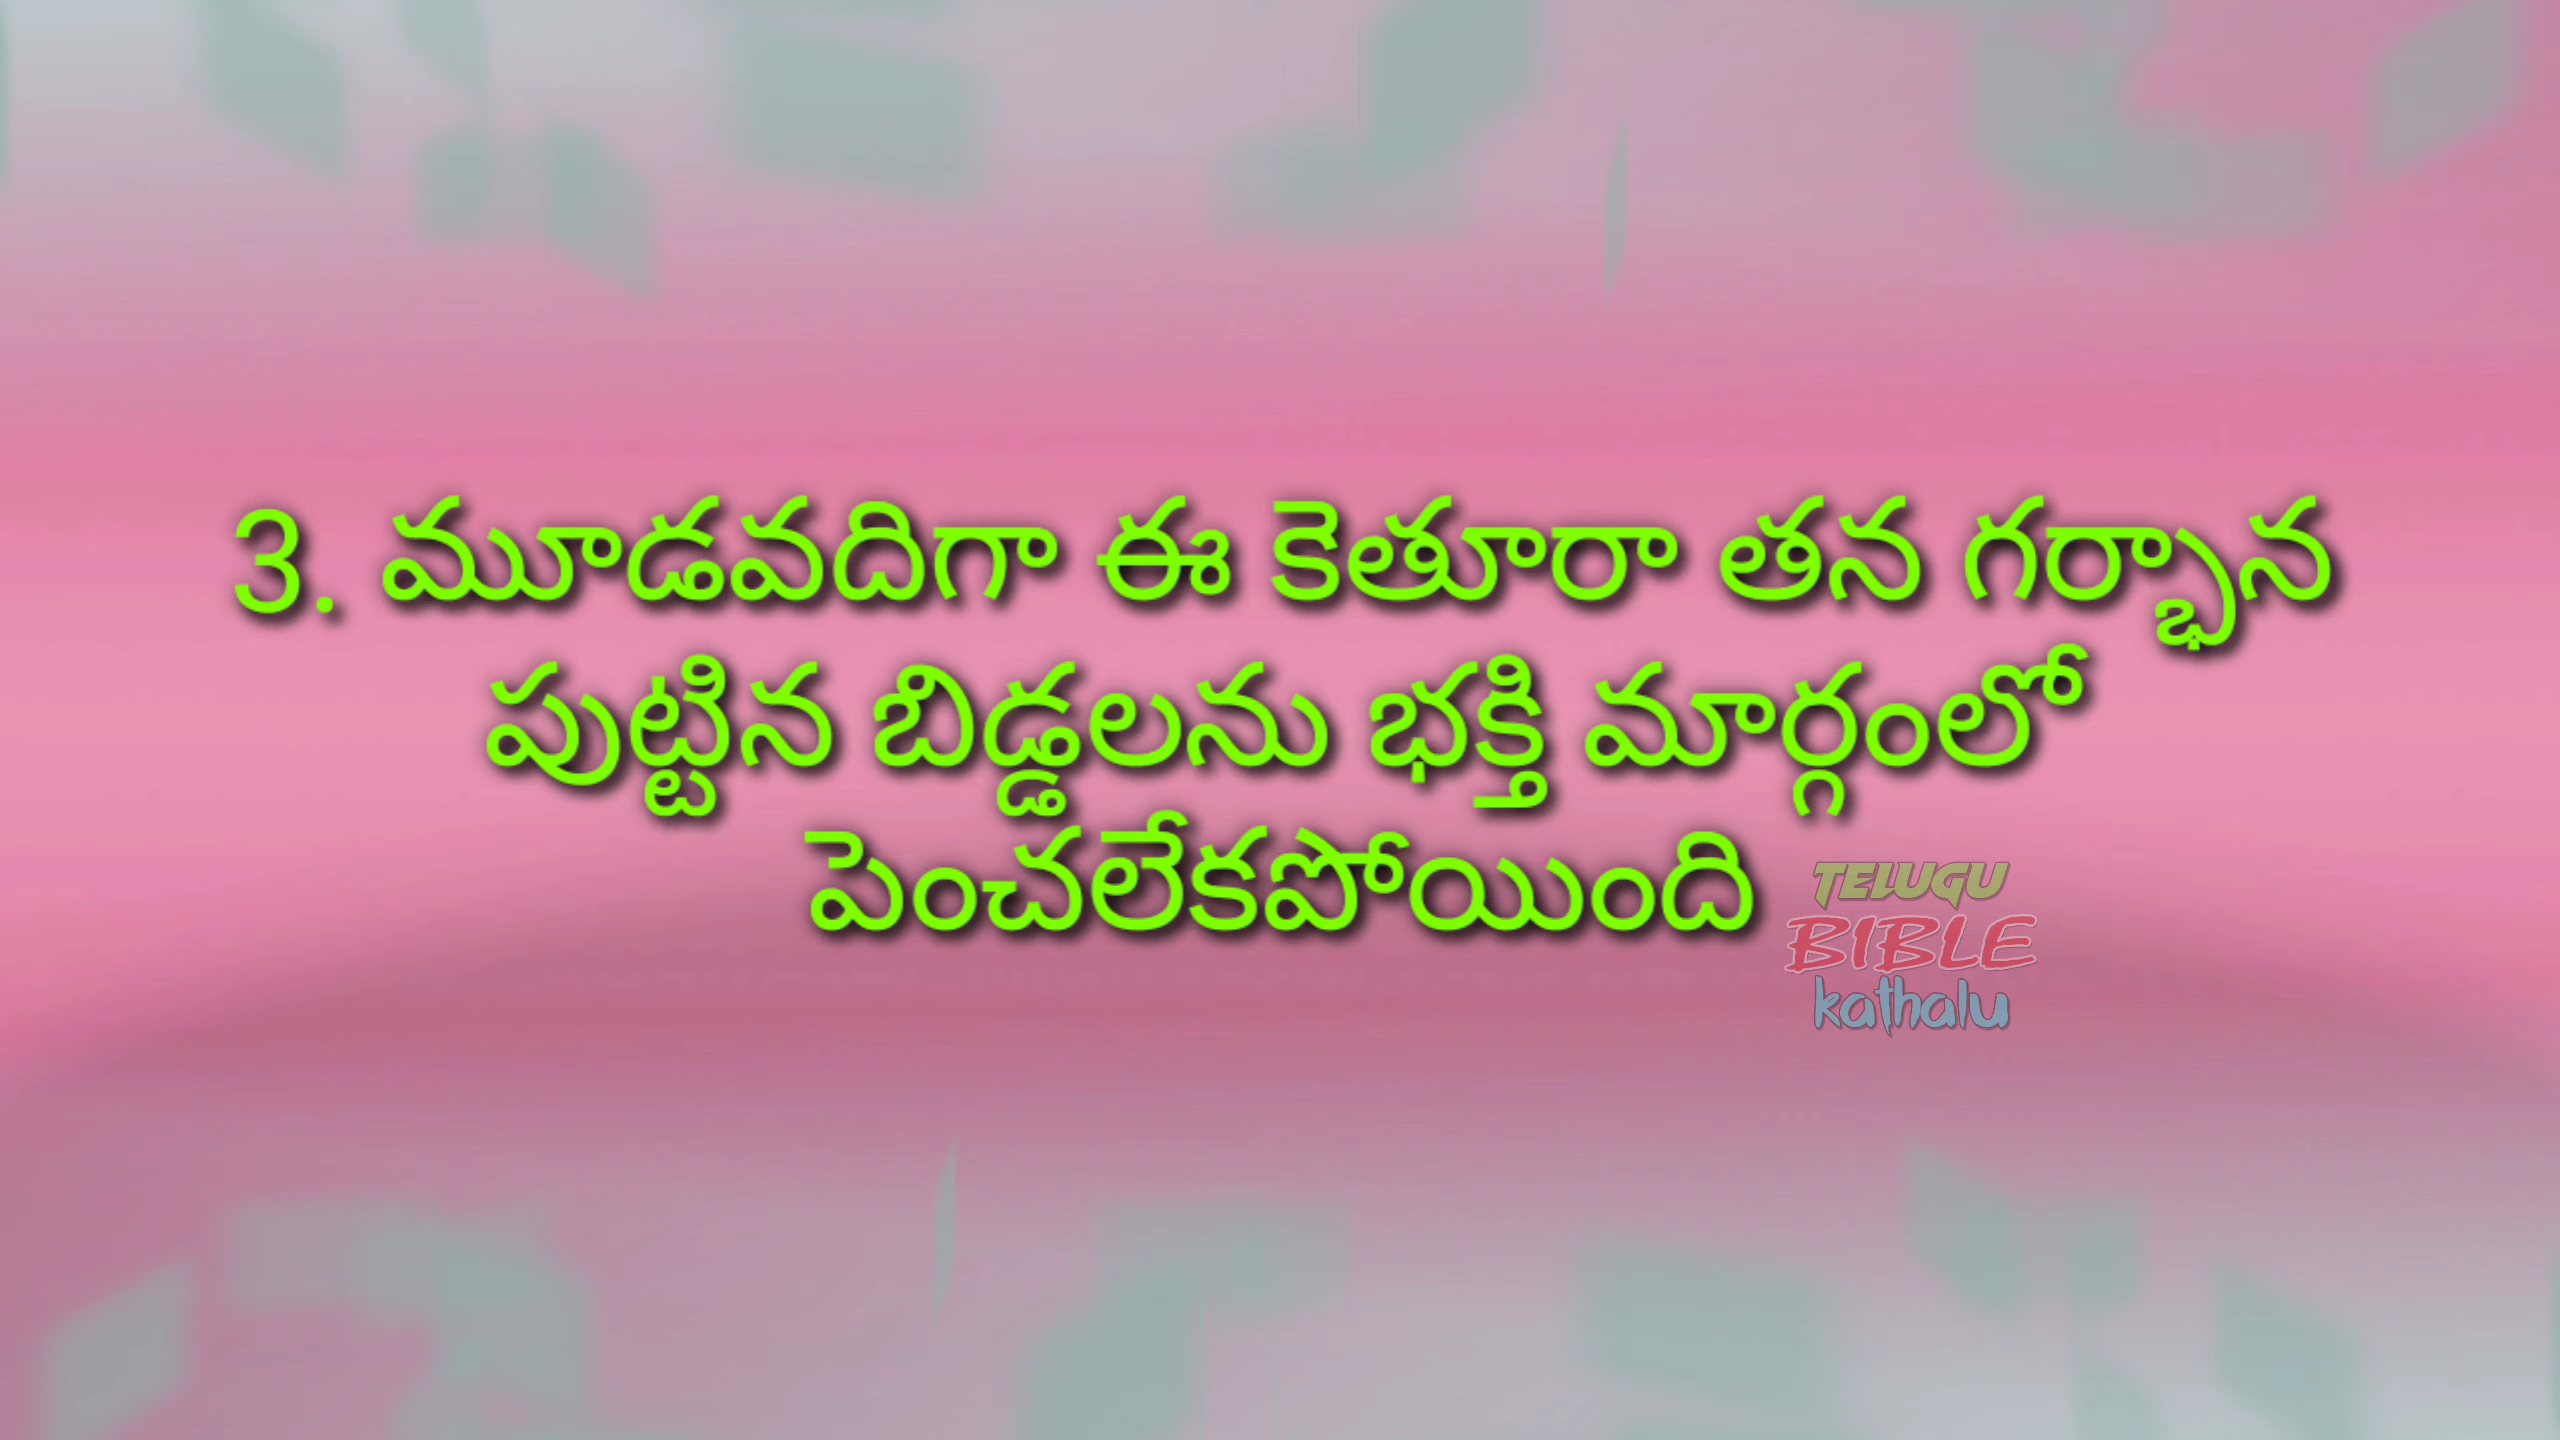 3. మూడవదిగా ఈ కెతూరా తన గర్భాన
పుట్టిన బిడ్డలను భక్తి మార్గంలో
పెంచలేకపోయింది
TELUGU
BIBLE
kathalu